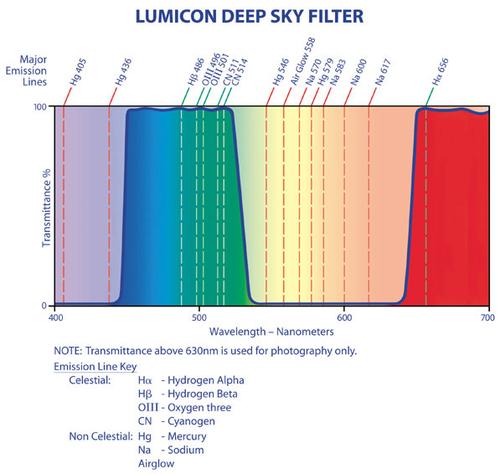 LUMICON DEEP SKY FILTER
Major
Emission
Lines
Hg 405
Hg 436
Hβ 486
OIII 496
OIII 501
CN 511
CN 514
Hg 546
Air Glow 558
Na 570
Hg 579
Na 583
Na 600
Na 617
Hα 656
100
Transmittance %
0
400
500
600
700
Wavelength – Nanometers
NOTE: Transmittance above 630nm is used for photography only.
Emission Line Key
Celestial: Hα - Hydrogen Alpha
Hβ - Hydrogen Beta
OIII - Oxygen three
CN - Cyanogen
Non Celestial: Hg - Mercury
Na - Sodium
Airglow